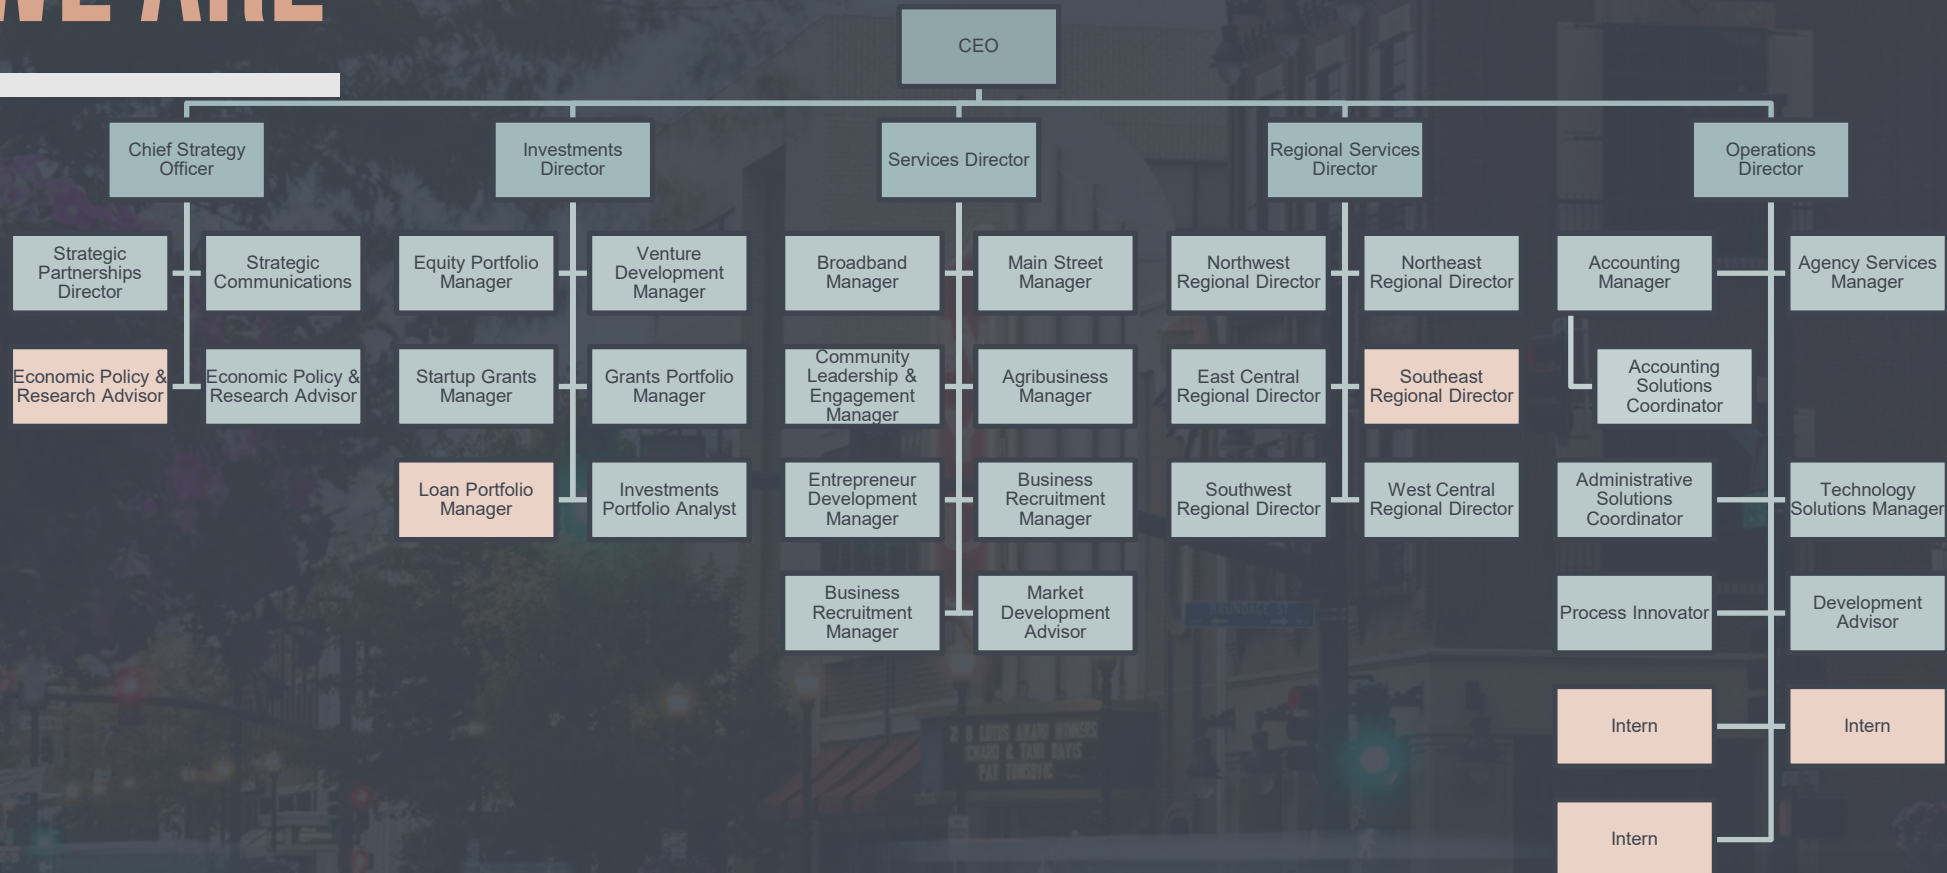 WE ARE
CEO
Chief Strategy
Officer
Investments
Director
Services Director
Regional Services
Director
Operations
Director
Strategic
Partnerships
Director
Strategic
Communications
Equity Portfolio
Manager
Venture
Development
Manager
Broadband
Manager
Main Street
Manager
Northwest
Regional Director
Northeast
Regional Director
Accounting
Manager
Agency Services
Manager
Economic Policy &
Research Advisor
Economic Policy &
Research Advisor
Startup Grants
Manager
Grants Portfolio
Manager
Community
Leadership &
Engagement
Manager
Agribusiness
Manager
East Central
Regional Director
Southeast
Regional Director
Accounting
Solutions
Coordinator
Loan Portfolio
Manager
Investments
Portfolio Analyst
Entrepreneur
Development
Manager
Business
Recruitment
Manager
Southwest
Regional Director
West Central
Regional Director
Administrative
Solutions
Coordinator
Technology
Solutions Manager
Business
Recruitment
Manager
Market
Development
Advisor
Process Innovator
Development
Advisor
Intern
Intern
Intern